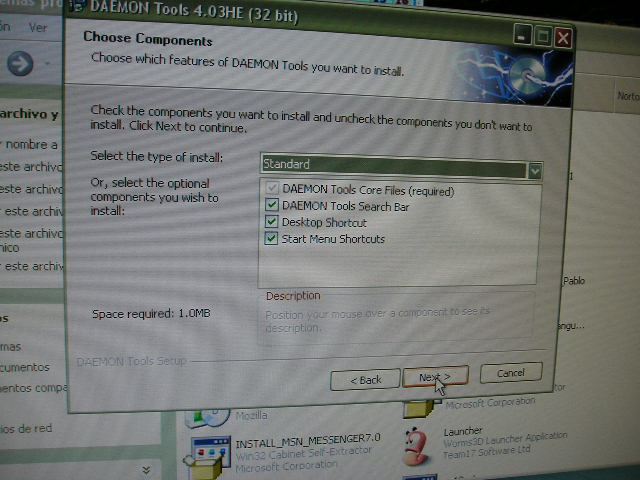 DAEMON Tools 4.03HE (32 bit)
Ver
Choose Components
Choose which features of DAEMON Tools you want to install.
Norto
archivo y
Check the components you want to install and uncheck the components you don't want to
install. Click Next to continue.
nombre a
este archivo
este archivo
Select the type of install:
Standard
Or, select the optional
components you wish to
install:
DAEMON Tools Core Files (required)
DAEMON Tools Search Bar
Desktop Shortcut
Start Menu Shortcuts
este archivo
este archivo
nico
este archivo
Pablo
Description
Position your mouse over a component to see its
description.
Space required: 1.0MB
angu...
DAEMON Tools Setup
< Back
Next >
Cancel
cumentos
entos compa
ios de red
Mozilla
Microsoft Corporation
INSTALL_MSN_MESSENGER7.0
Win32 Cabinet Self-Extractor
Microsoft Corporation
Launcher
Worms3D Launcher Application
Team17 Software Ltd